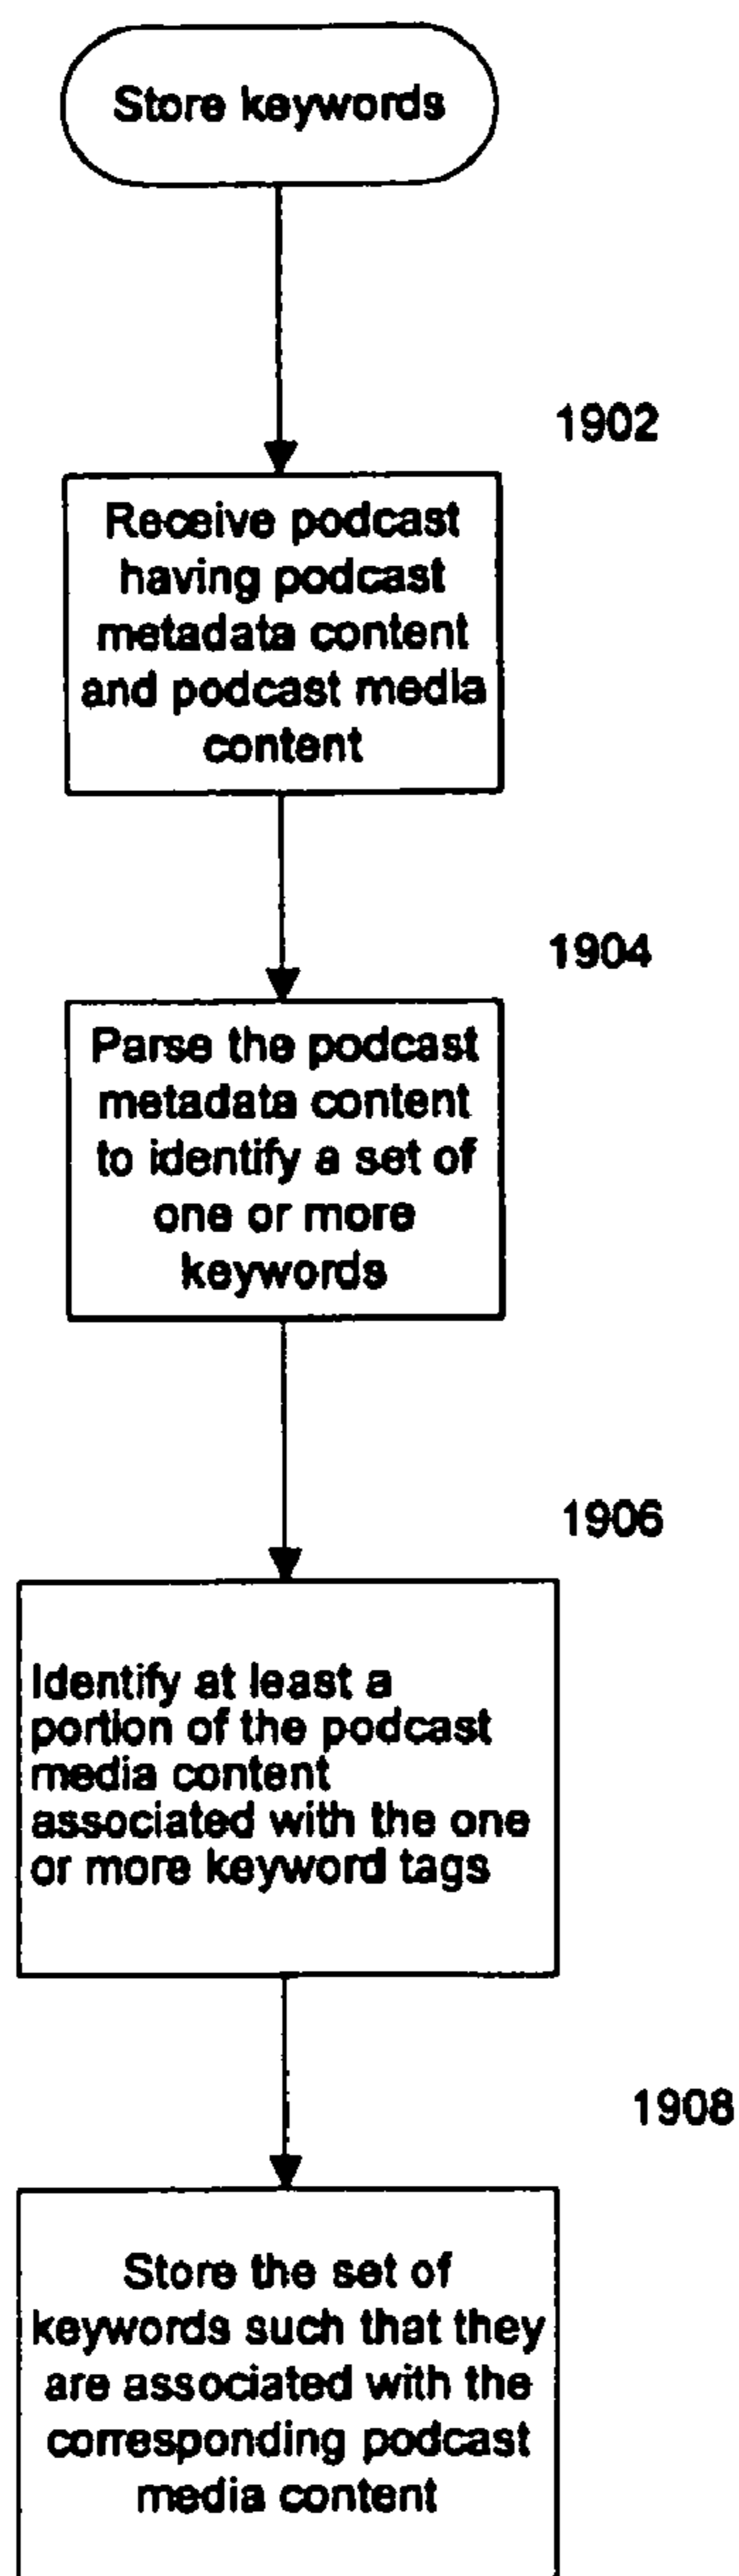 Store keywords
1902
Receive podcast
having podcast
metadata content
and podcast media
content
1904
Parse the podcast
metadata content
to identify a set of
one or more
keywords
1906
Identify at least a
portion of the podcast
media content
associated with the one
or more keyword tags
1908
Store the set of
keywords such that they
are associated with the
corresponding podcast
media content